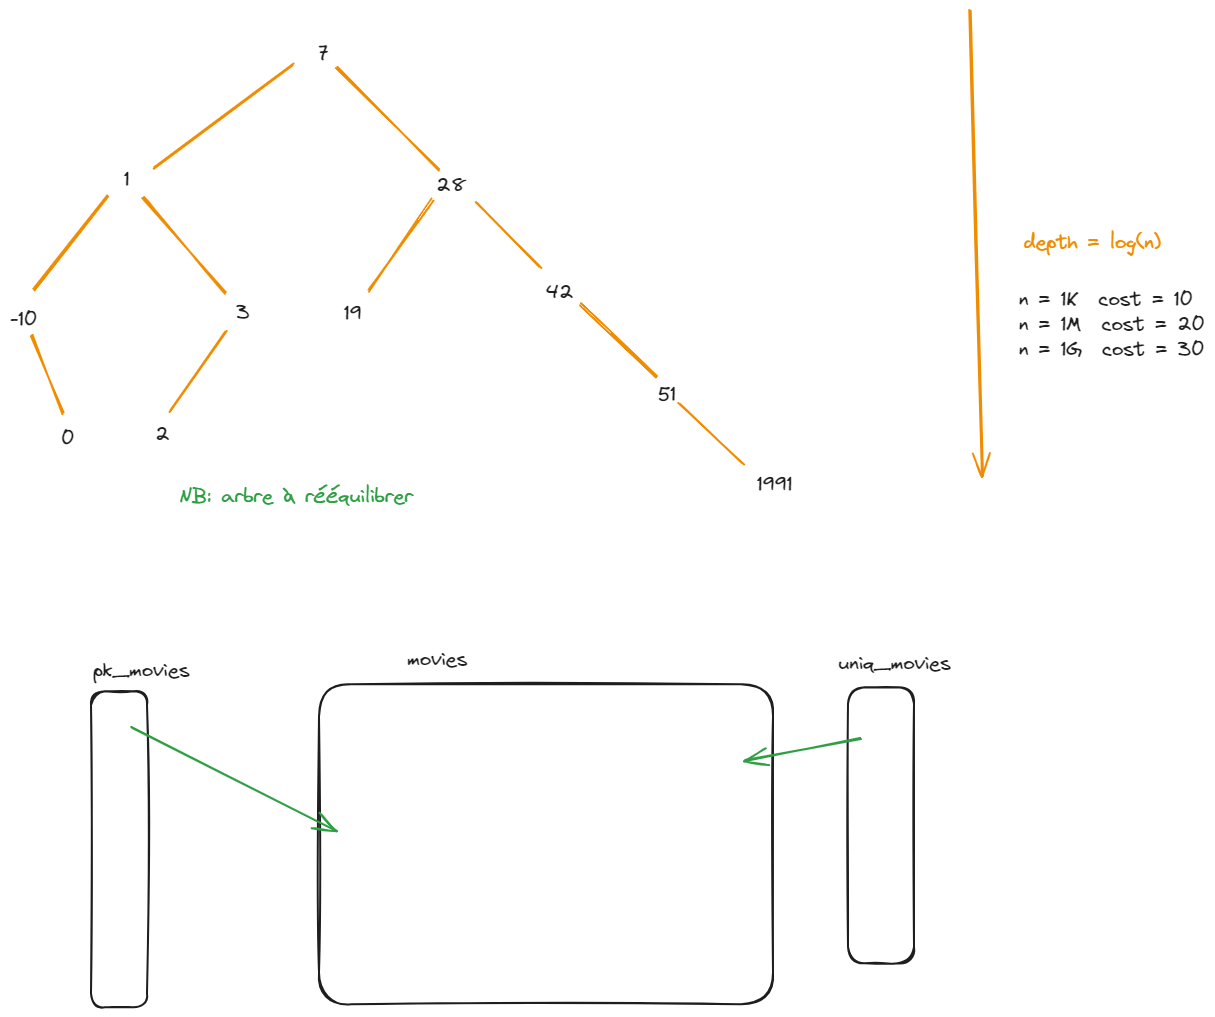 7
1
28
-10
3
19
42
0
2
51
1991
NB: arbre à rééquilibrer
depth = log(n)
n = 1K cost = 10
n = 1M cost = 20
n = 1G cost = 30
pk_movies
movies
uniq_movies